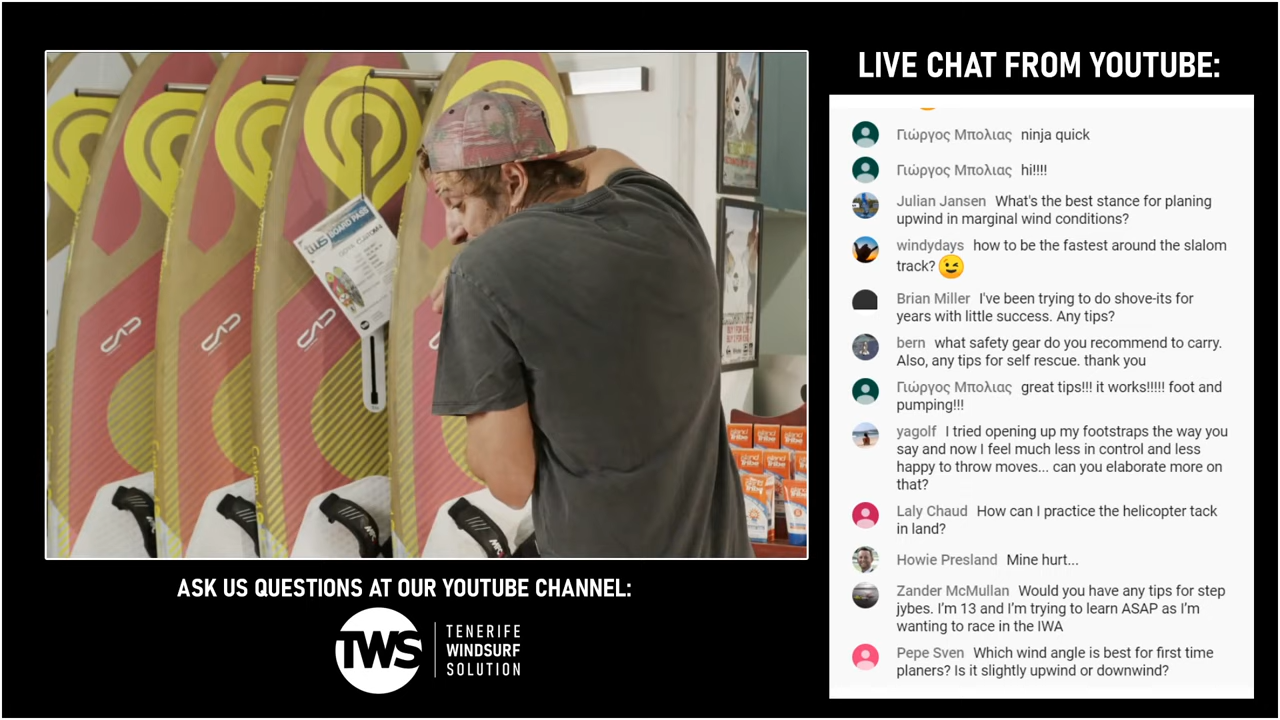 LIVE CHAT FROM YOUTUBE:
Γιώργος Μπολιας ninja quick
Γιώργος Μπολιας hi!!!!
Julian Jansen What's the best stance for planing
upwind in marginal wind conditions?
windydays how to be the fastest around the slalom
track? 😉
Brian Miller I've been trying to do shove-its for
years with little success. Any tips?
bern what safety gear do you recommend to carry.
Also, any tips for self rescue. thank you
Γιώργος Μπολιας great tips!!! it works!!!!! foot and
pumping!!!
yagolf I tried opening up my footstraps the way you
say and now I feel much less in control and less
happy to throw moves... can you elaborate more on
that?
Laly Chaud How can I practice the helicopter tack
in land?
Howie Presland Mine hurt...
Zander McMullan Would you have any tips for step
jybes. I'm 13 and I'm trying to learn ASAP as I'm
wanting to race in the IWA
Pepe Sven Which wind angle is best for first time
planers? Is it slightly upwind or downwind?
TWS
BOARD PASS
ASK US QUESTIONS AT OUR YOUTUBE CHANNEL:
TWS
TENERIFE
WINDSURF
SOLUTION